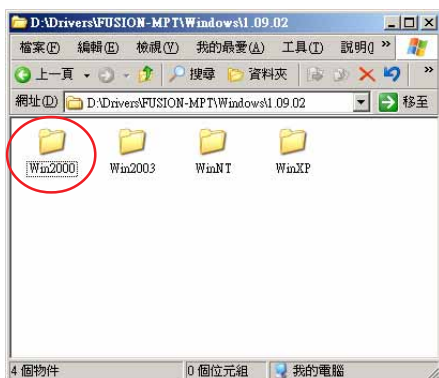 D:\Drivers\FUSION-MPT\Windows\1.09.02
檔案(F) 編輯(E) 檢視(V) 我的最愛(A) 工具(T) 說明( »
上一頁 搜尋 資料夾 »
網址(D) D:\Drivers\FUSION-MPT\Windows\1.09.02 移至
Win2000 Win2003 WinNT WinXP
4 個物件 0 個位元組 我的電腦